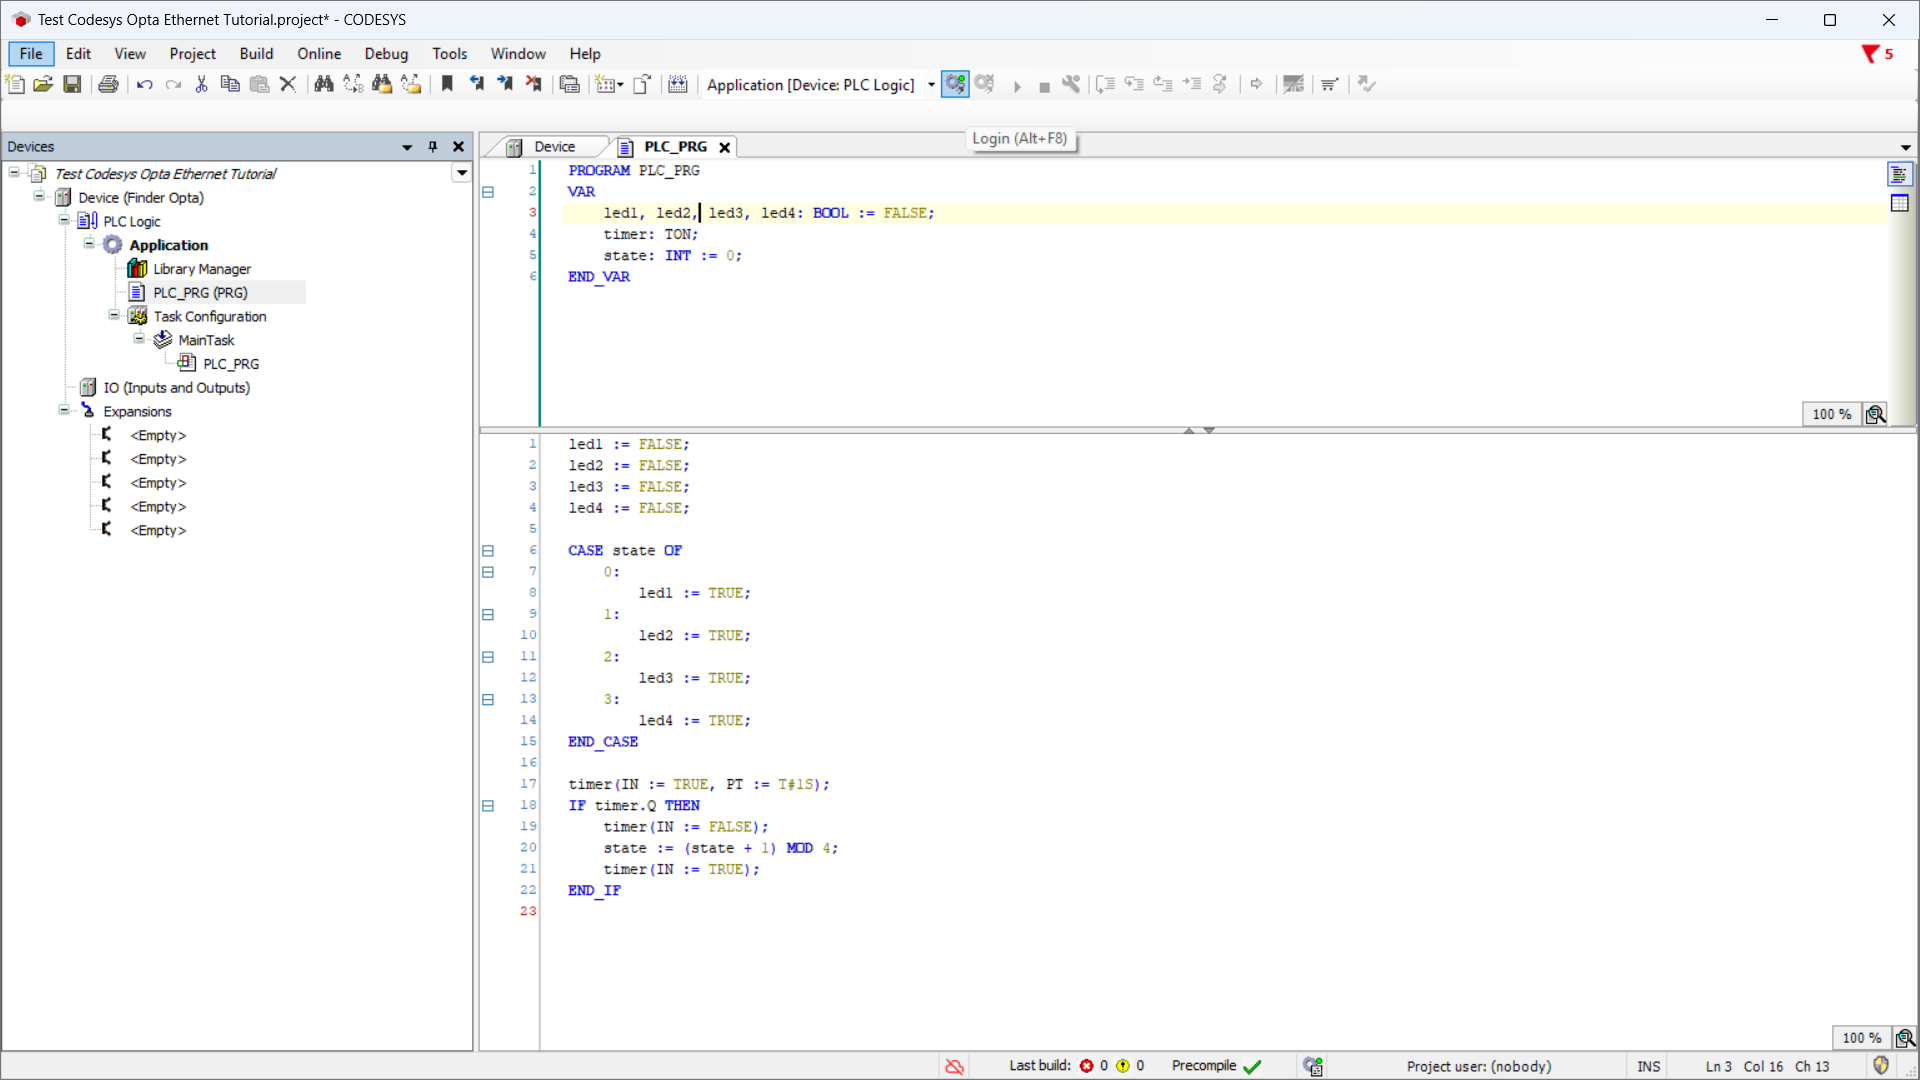 Test Codesys Opta Ethernet Tutorial.project* - CODESYS
File Edit View Project Build Online Debug Tools Window Help
5
Application [Device: PLC Logic]
Login (Alt+F8)
Devices
Test Codesys Opta Ethernet Tutorial
Device (Finder Opta)
PLC Logic
Application
Library Manager
PLC_PRG (PRG)
Task Configuration
MainTask
PLC_PRG
IO (Inputs and Outputs)
Expansions
<Empty>
<Empty>
<Empty>
<Empty>
<Empty>
Device
PLC_PRG
1 PROGRAM PLC_PRG
2 VAR
3 led1, led2, led3, led4: BOOL := FALSE;
4 timer: TON;
5 state: INT := 0;
6 END_VAR
100 %
1 led1 := FALSE;
2 led2 := FALSE;
3 led3 := FALSE;
4 led4 := FALSE;
5
6 CASE state OF
7 0:
8 led1 := TRUE;
9 1:
10 led2 := TRUE;
11 2:
12 led3 := TRUE;
13 3:
14 led4 := TRUE;
15 END_CASE
16
17 timer(IN := TRUE, PT := T#1S);
18 IF timer.Q THEN
19 timer(IN := FALSE);
20 state := (state + 1) MOD 4;
21 timer(IN := TRUE);
22 END_IF
23
100 %
Last build: 0 0 Precompile Project user: (nobody) INS Ln 3 Col 16 Ch 13